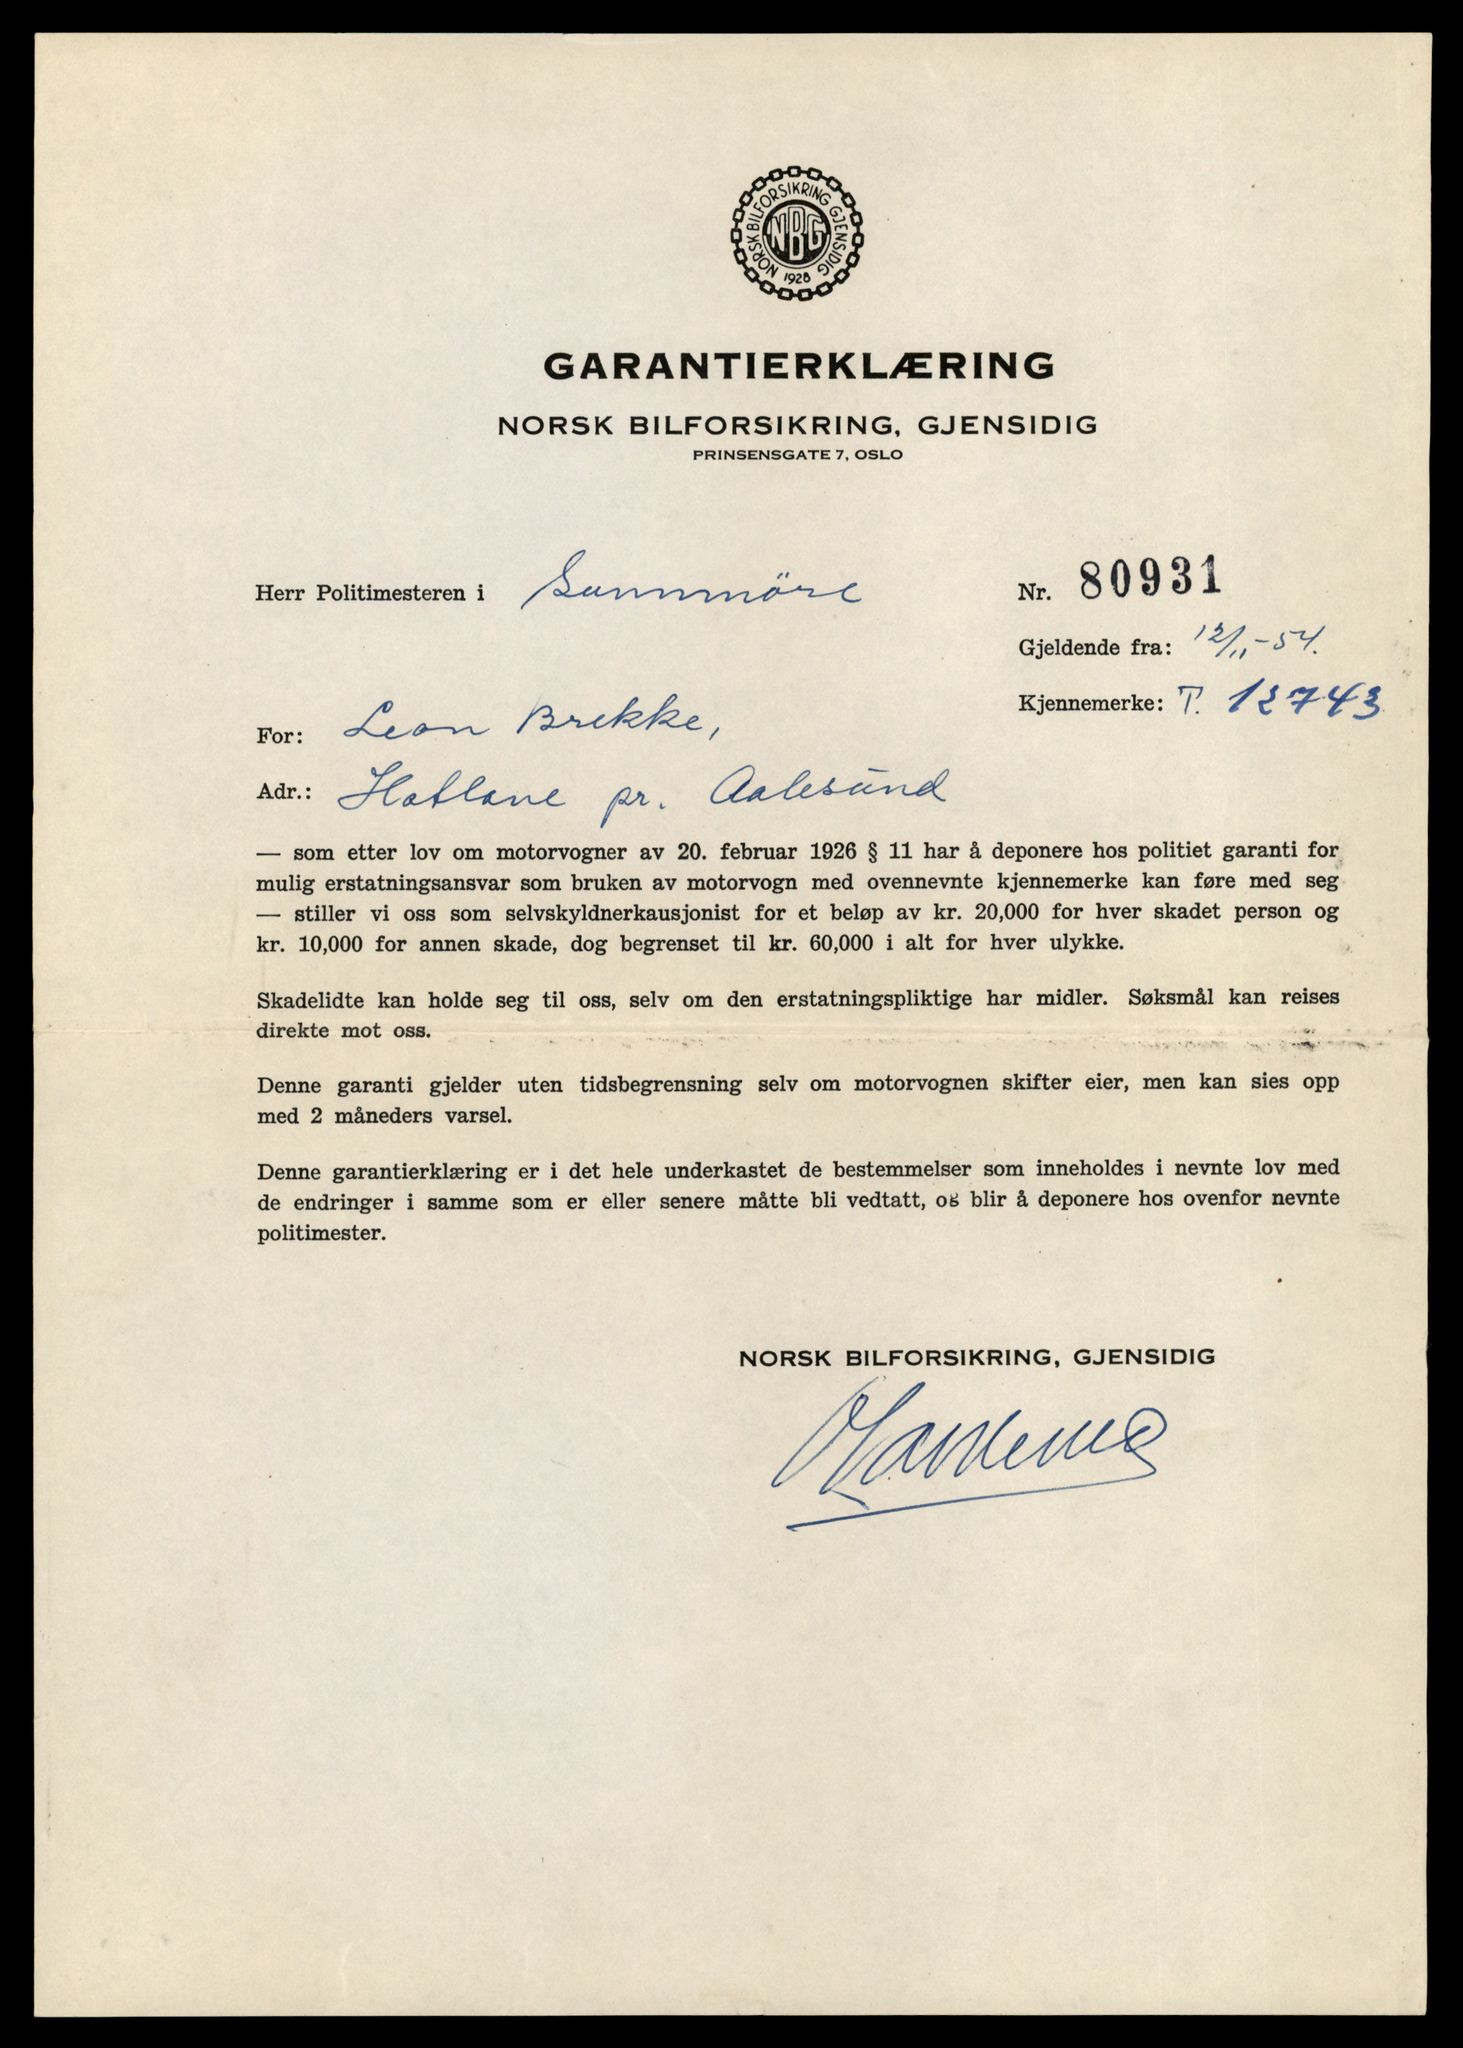 NORSK BILFORSIKRING GJENSIDIG
NBG
1928
GARANTIERKLÆRING
NORSK BILFORSIKRING, GJENSIDIG
PRINSENSGATE 7, OSLO
Herr Politimesteren i Sunnmöre
Nr. 80931
Gjeldende fra: 12/11-54.
Kjennemerke: T. 12743
For: Leon Brekke,
Adr.: Hatlane pr. Aalesund
— som etter lov om motorvogner av 20. februar 1926 § 11 har å deponere hos politiet garanti for
mulig erstatningsansvar som bruken av motorvogn med ovennevnte kjennemerke kan føre med seg
— stiller vi oss som selvskyldnerkausjonist for et beløp av kr. 20,000 for hver skadet person og
kr. 10,000 for annen skade, dog begrenset til kr. 60,000 i alt for hver ulykke.
Skadelidte kan holde seg til oss, selv om den erstatningspliktige har midler. Søksmål kan reises
direkte mot oss.
Denne garanti gjelder uten tidsbegrensning selv om motorvognen skifter eier, men kan sies opp
med 2 måneders varsel.
Denne garantierklæring er i det hele underkastet de bestemmelser som inneholdes i nevnte lov med
de endringer i samme som er eller senere måtte bli vedtatt, og blir å deponere hos ovenfor nevnte
politimester.
NORSK BILFORSIKRING, GJENSIDIG